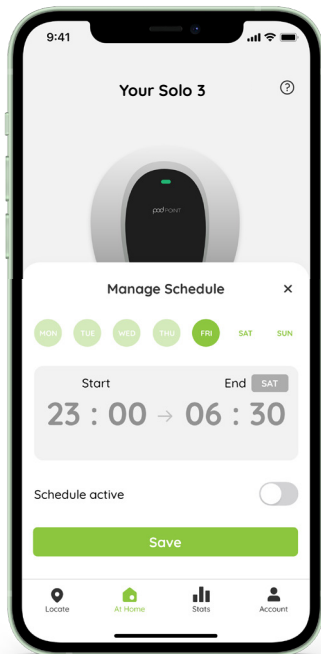 9:41
Your Solo 3
?
pod POINT
Manage Schedule
MON TUE WED THU FRI SAT SUN
Start End SAT
23 : 00 → 06 : 30
Schedule active
Save
Locate At Home Stats Account